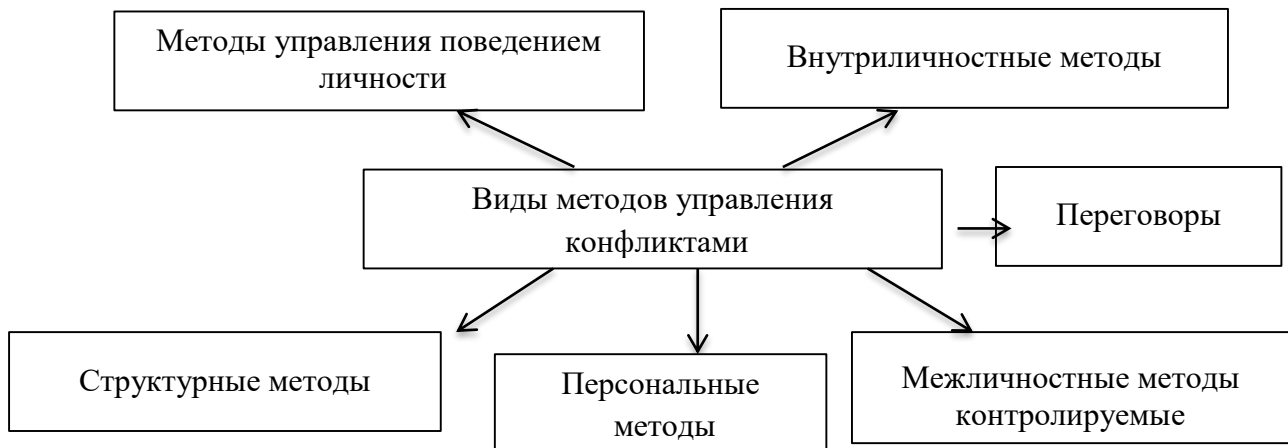 Методы управления поведением
личности
Внутриличностные методы
Виды методов управления
конфликтами
Переговоры
Структурные методы
Персональные
методы
Межличностные методы
контролируемые